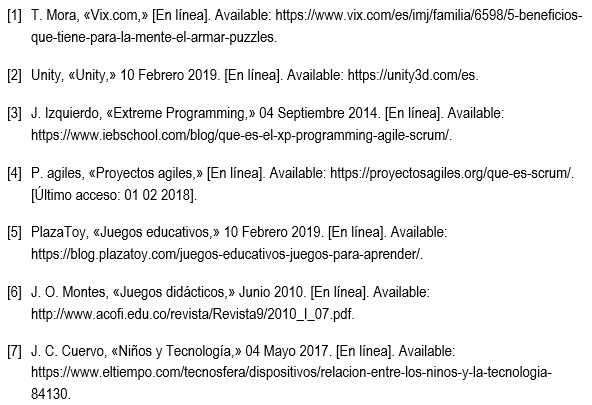 [1] T. Mora, «Vix.com,» [En línea]. Available: https://www.vix.com/es/imj/familia/6598/5-beneficios-
que-tiene-para-la-mente-el-armar-puzzles.
[2] Unity, «Unity,» 10 Febrero 2019. [En línea]. Available: https://unity3d.com/es.
[3] J. Izquierdo, «Extreme Programming,» 04 Septiembre 2014. [En línea]. Available:
https://www.iebschool.com/blog/que-es-el-xp-programming-agile-scrum/.
[4] P. agiles, «Proyectos agiles,» [En línea]. Available: https://proyectosagiles.org/que-es-scrum/.
[Último acceso: 01 02 2018].
[5] PlazaToy, «Juegos educativos,» 10 Febrero 2019. [En línea]. Available:
https://blog.plazatoy.com/juegos-educativos-juegos-para-aprender/.
[6] J. O. Montes, «Juegos didácticos,» Junio 2010. [En línea]. Available:
http://www.acofi.edu.co/revista/Revista9/2010_I_07.pdf.
[7] J. C. Cuervo, «Niños y Tecnología,» 04 Mayo 2017. [En línea]. Available:
https://www.eltiempo.com/tecnosfera/dispositivos/relacion-entre-los-ninos-y-la-tecnologia-
84130.